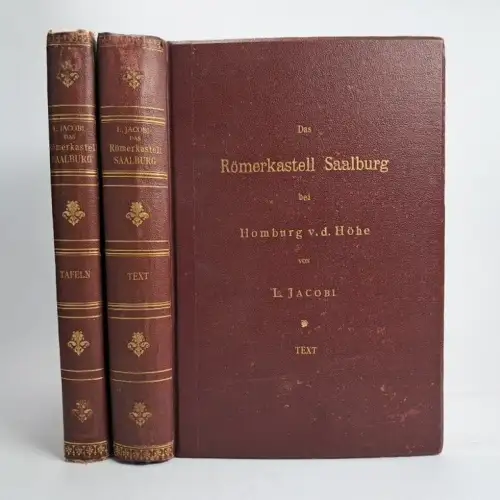 L. JACOBI
DAS
Römerkastell
SAALBURG
TAFELN
L. JACOBI
DAS
Römerkastell
SAALBURG
TEXT
Das
Römerkastell Saalburg
bei
Homburg v. d. Höhe
von
L. JACOBI
TEXT